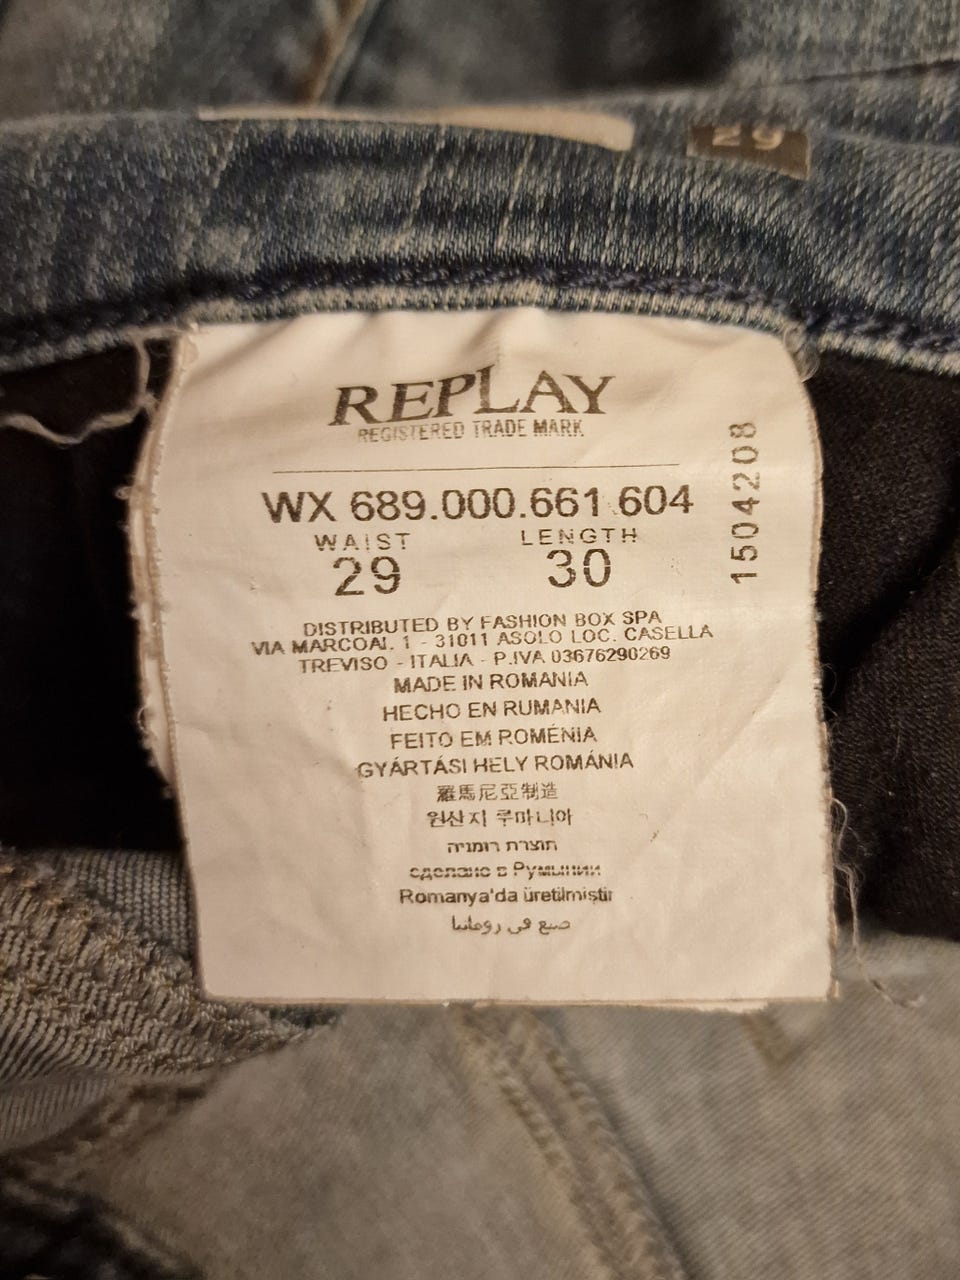 29
REPLAY
REGISTERED TRADE MARK
WX 689.000.661.604
WAIST LENGTH
29 30
1504208
DISTRIBUTED BY FASHION BOX SPA
VIA MARCOAI. 1 - 31011 ASOLO LOC. CASELLA
TREVISO - ITALIA - P.IVA 03676290269
MADE IN ROMANIA
HECHO EN RUMANIA
FEITO EM ROMÉNIA
GYÁRTÁSI HELY ROMÁNIA
羅馬尼亞制造
원산지 루마니아
תוצרת רומניה
сделано в Румынии
Romanya'da üretilmiştir
صنع في رومانيا